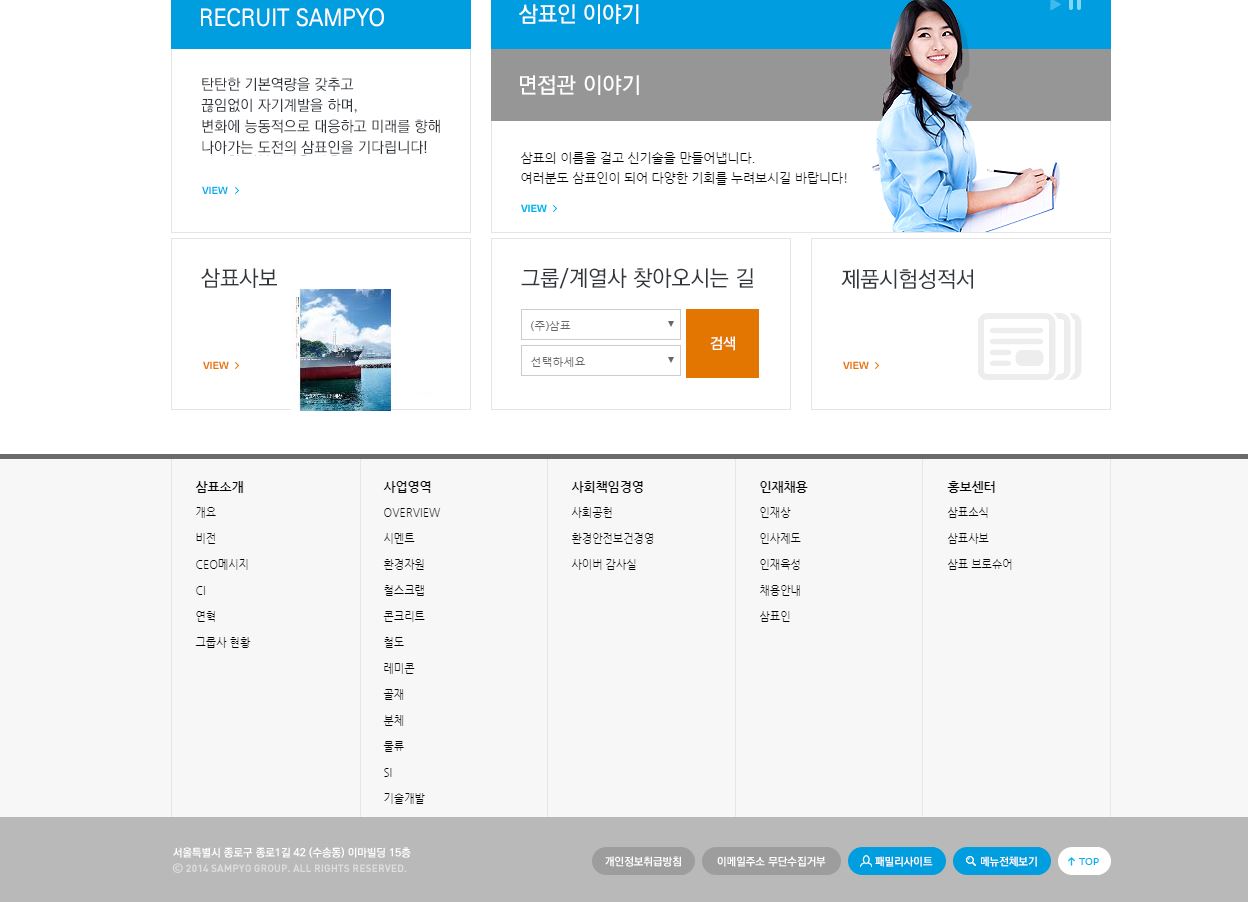 RECRUIT SAMPYO
탄탄한 기본역량을 갖추고
끊임없이 자기계발을 하며,
변화에 능동적으로 대응하고 미래를 향해
나아가는 도전의 삼표인을 기다립니다!
VIEW
삼표인 이야기
면접관 이야기
삼표의 이름을 걸고 신기술을 만들어냅니다.
여러분도 삼표인이 되어 다양한 기회를 누려보시길 바랍니다!
VIEW
삼표사보
VIEW
그룹/계열사 찾아오시는 길
(주)삼표
선택하세요
검색
제품시험성적서
VIEW
삼표소개
개요
비전
CEO메시지
CI
연혁
그룹사 현황
사업영역
OVERVIEW
시멘트
환경자원
철스크랩
콘크리트
철도
레미콘
골재
분체
물류
SI
기술개발
사회책임경영
사회공헌
환경안전보건경영
사이버 감사실
인재채용
인재상
인사제도
인재육성
채용안내
삼표인
홍보센터
삼표소식
삼표사보
삼표 브로슈어
서울특별시 종로구 종로1길 42 (수송동) 이마빌딩 15층
© 2014 SAMPYO GROUP. ALL RIGHTS RESERVED.
개인정보취급방침
이메일주소 무단수집거부
패밀리사이트
메뉴전체보기
TOP